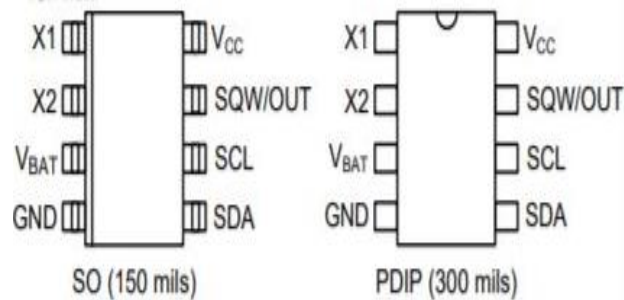 X1 VCC X1 VCC
X2 SQW/OUT X2 SQW/OUT
VBAT SCL VBAT SCL
GND SDA GND SDA
SO (150 mils) PDIP (300 mils)